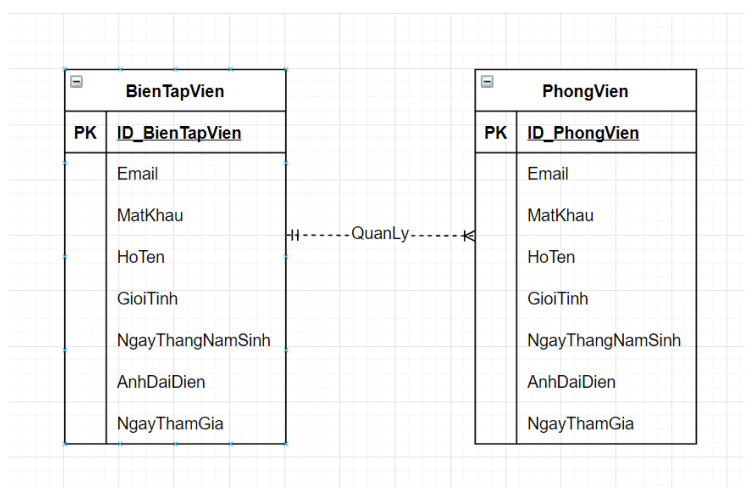 BienTapVien
PK ID_BienTapVien
Email
MatKhau
HoTen
GioiTinh
NgayThangNamSinh
AnhDaiDien
NgayThamGia
QuanLy
PhongVien
PK ID_PhongVien
Email
MatKhau
HoTen
GioiTinh
NgayThangNamSinh
AnhDaiDien
NgayThamGia